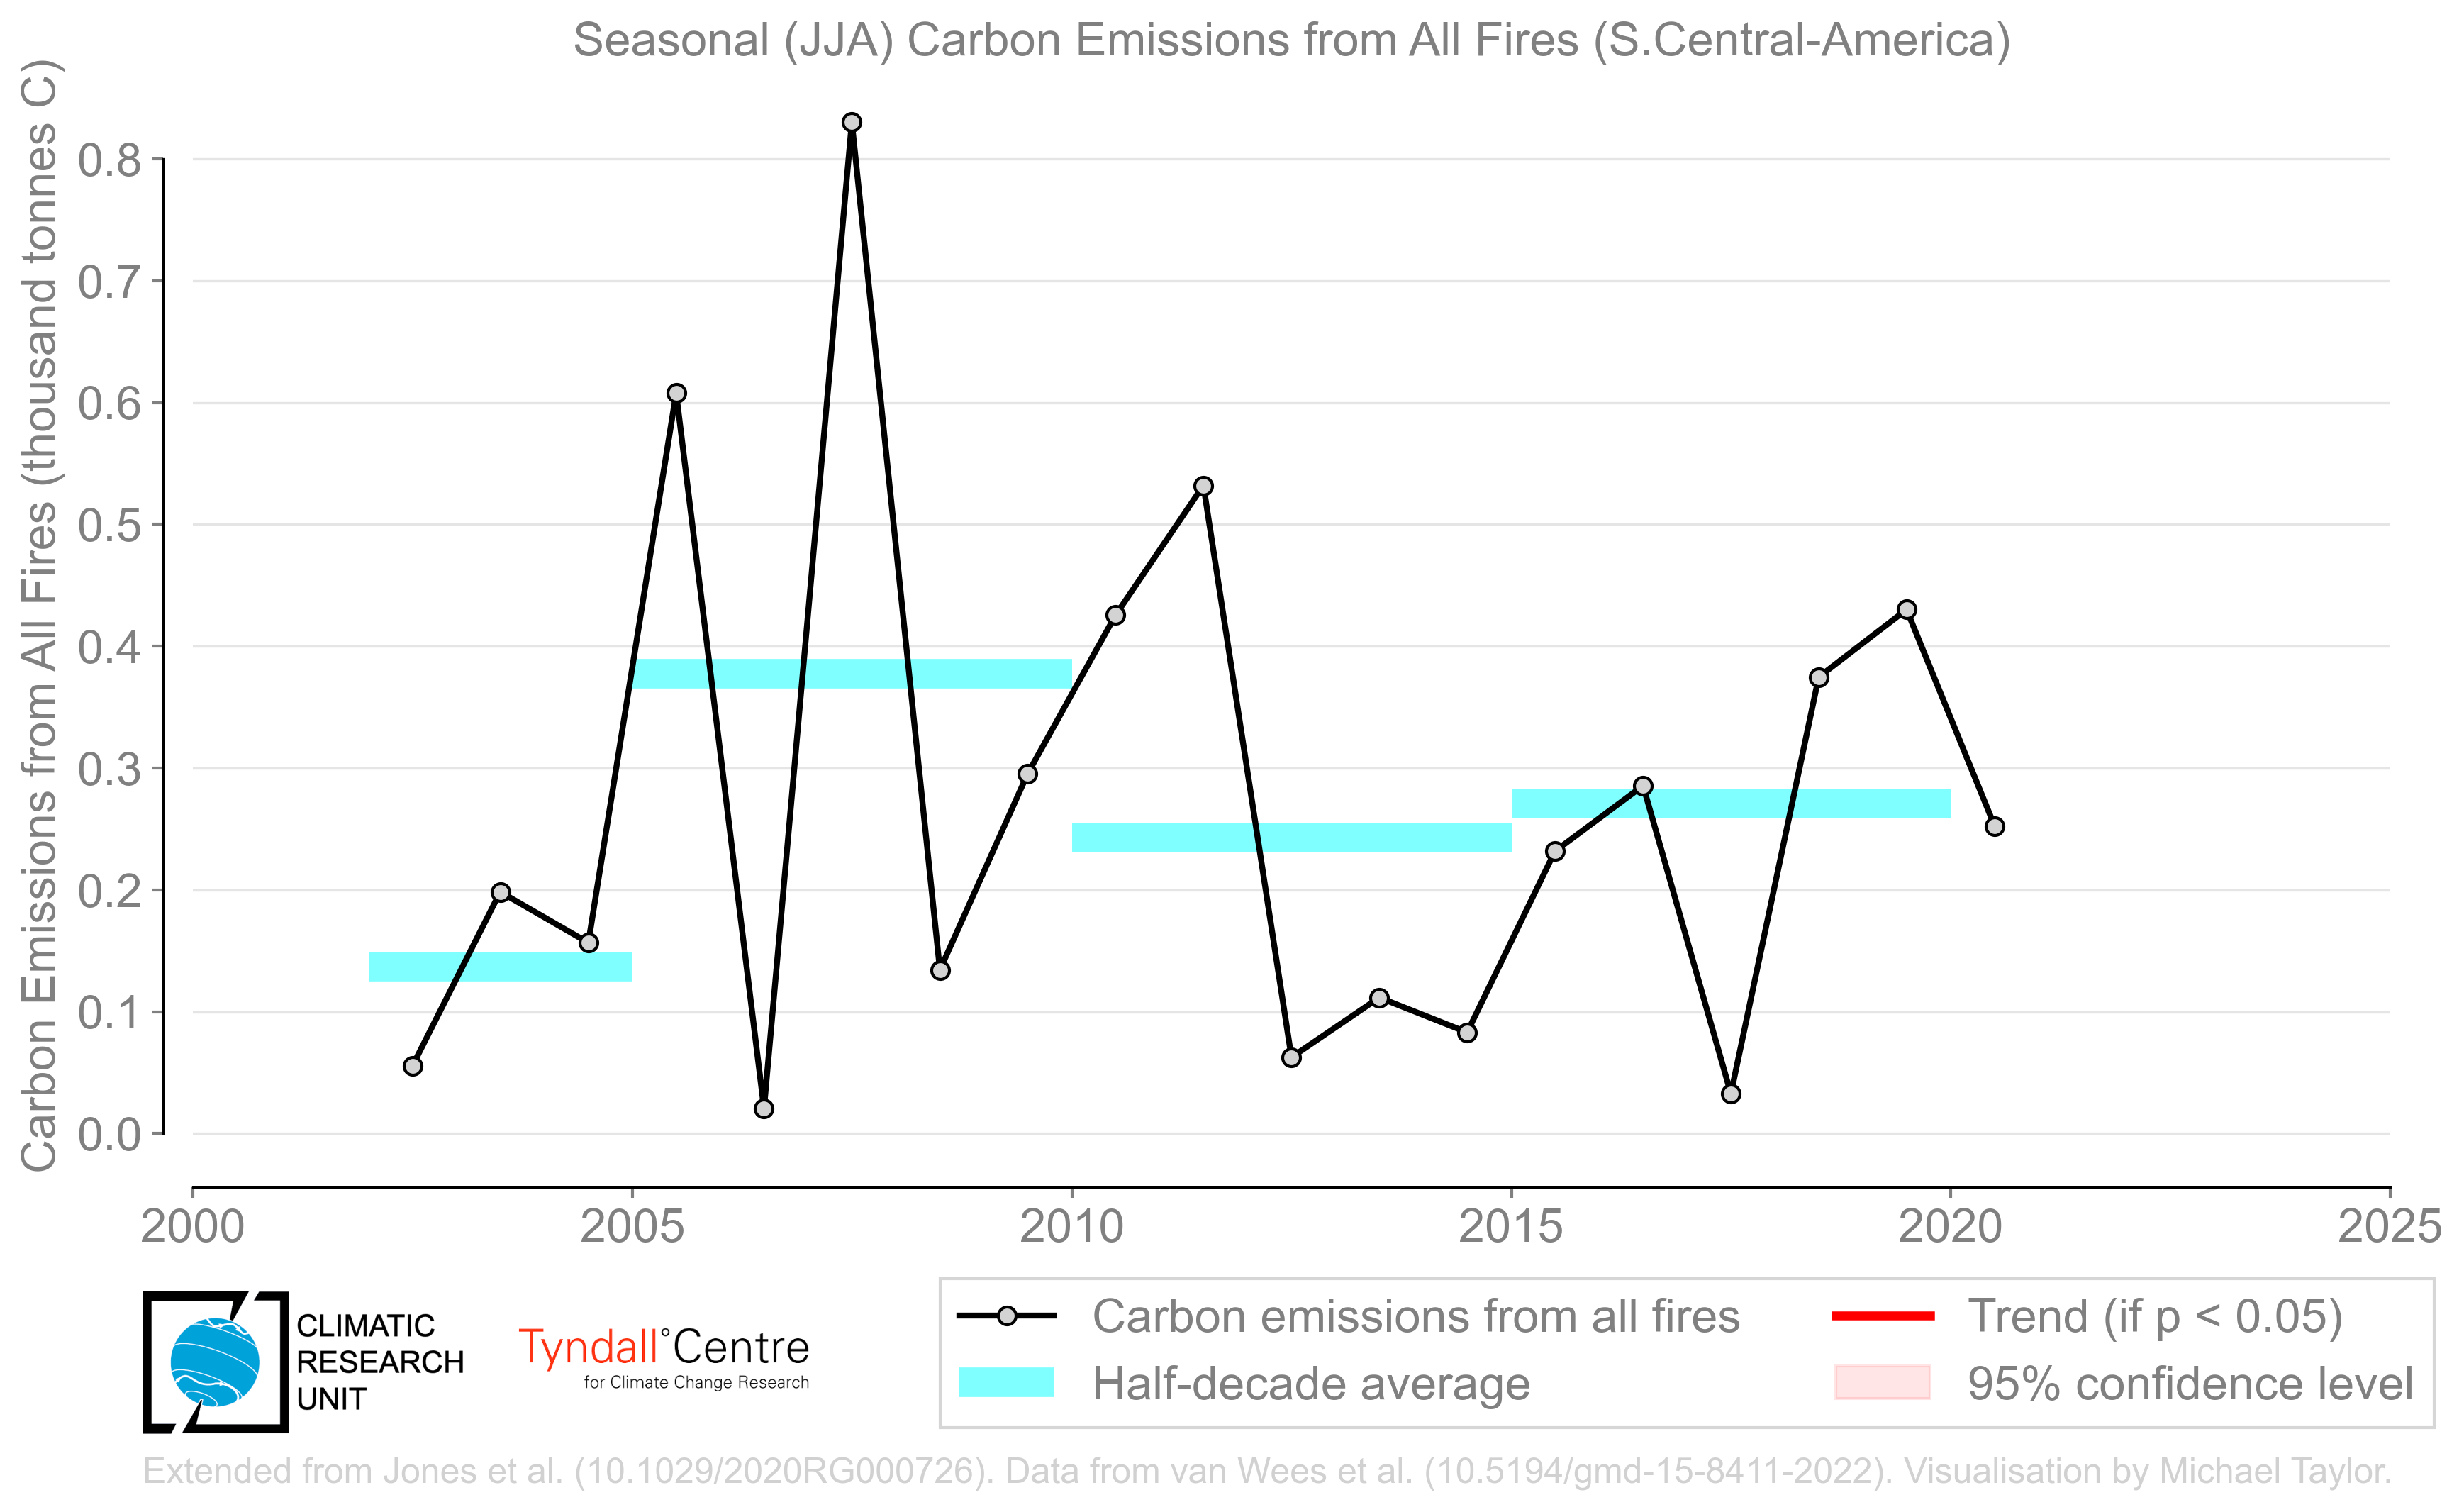 Seasonal (JJA) Carbon Emissions from All Fires (S.Central-America)
Carbon Emissions from All Fires (thousand tonnes C)
0.8
0.7
0.6
0.5
0.4
0.3
0.2
0.1
0.0
2000 2005 2010 2015 2020 2025
CLIMATIC
RESEARCH
UNIT
Tyndall°Centre
for Climate Change Research
Carbon emissions from all fires
Half-decade average
Trend (if p < 0.05)
95% confidence level
Extended from Jones et al. (10.1029/2020RG000726). Data from van Wees et al. (10.5194/gmd-15-8411-2022). Visualisation by Michael Taylor.